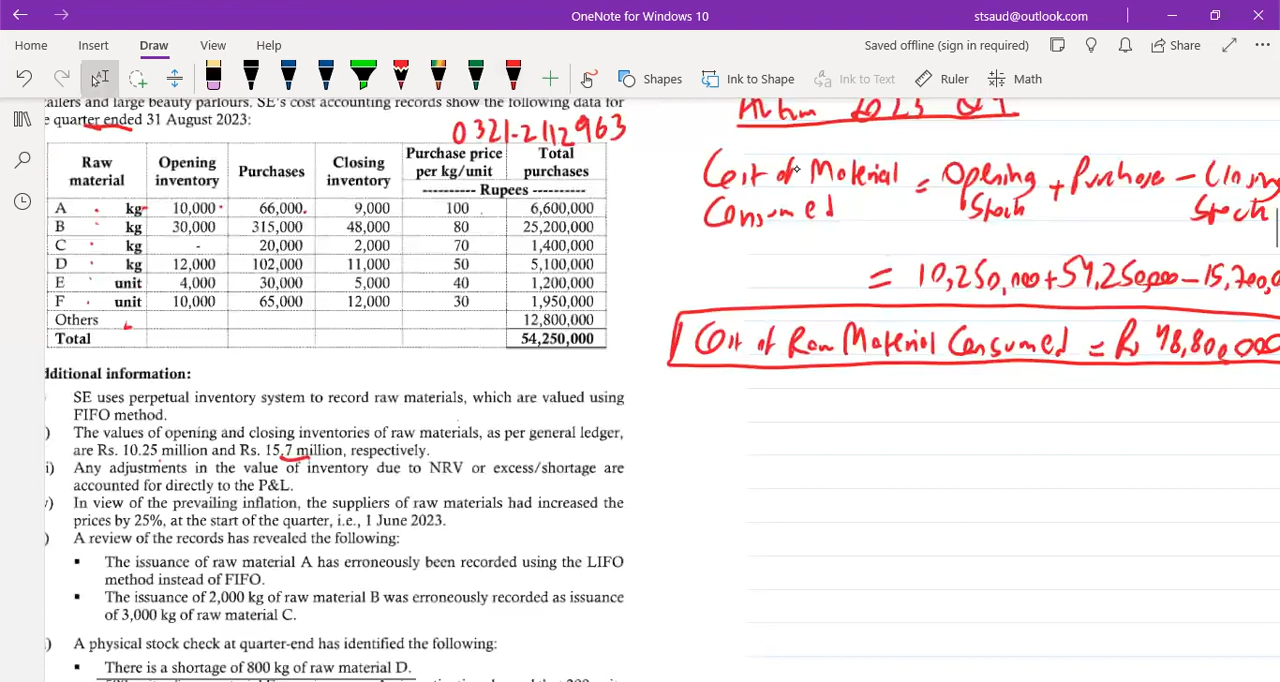 OneNote for Windows 10
stsaud@outlook.com
Home Insert Draw View Help
Saved offline (sign in required) Share
Shapes Ink to Shape Ink to Text Ruler Math
ailers and large beauty parlours. SE's cost accounting records show the following data for
e quarter ended 31 August 2023:
0321-2112963
Raw material Opening inventory Purchases Closing inventory Purchase price per kg/unit Total purchases
---------- Rupees ----------
A kg 10,000 66,000 9,000 100 6,600,000
B kg 30,000 315,000 48,000 80 25,200,000
C kg - 20,000 2,000 70 1,400,000
D kg 12,000 102,000 11,000 50 5,100,000
E unit 4,000 30,000 5,000 40 1,200,000
F unit 10,000 65,000 12,000 30 1,950,000
Others 12,800,000
Total 54,250,000
dditional information:
SE uses perpetual inventory system to record raw materials, which are valued using
FIFO method.
) The values of opening and closing inventories of raw materials, as per general ledger,
are Rs. 10.25 million and Rs. 15.7 million, respectively.
i) Any adjustments in the value of inventory due to NRV or excess/shortage are
accounted for directly to the P&L.
v) In view of the prevailing inflation, the suppliers of raw materials had increased the
prices by 25%, at the start of the quarter, i.e., 1 June 2023.
) A review of the records has revealed the following:
▪ The issuance of raw material A has erroneously been recorded using the LIFO
method instead of FIFO.
▪ The issuance of 2,000 kg of raw material B was erroneously recorded as issuance
of 3,000 kg of raw material C.
.) A physical stock check at quarter-end has identified the following:
▪ There is a shortage of 800 kg of raw material D.
Cost of Material Consumed = Opening Stock + Purchase - Closing Stock
= 10,250,000+54,250,000-15,700,0
Cost of Raw Material Consumed = Rs 48,800,000